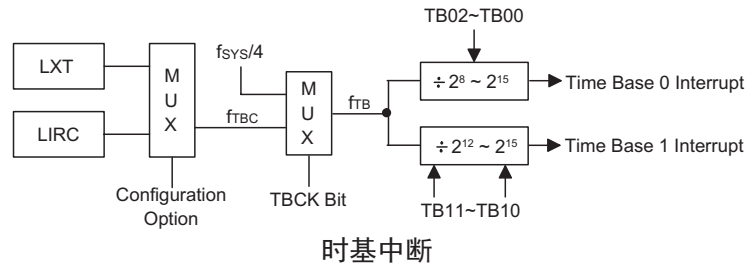 TB02~TB00
LXT
LIRC
M
U
X
Configuration
Option
fSYS/4
fTBC
M
U
X
TBCK Bit
fTB
÷ 2⁸ ~ 2¹⁵
Time Base 0 Interrupt
÷ 2¹² ~ 2¹⁵
Time Base 1 Interrupt
TB11~TB10
时基中断